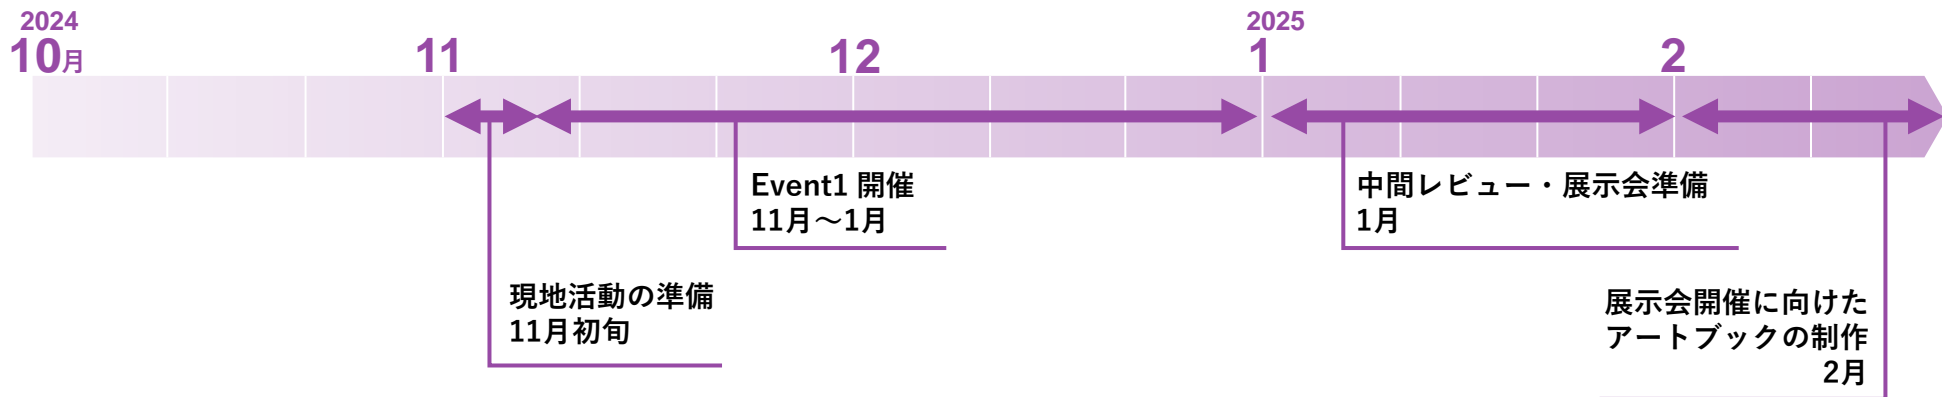 2024
10月
11
12
2025
1
2
Event1 開催
11月〜1月
中間レビュー・展示会準備
1月
現地活動の準備
11月初旬
展示会開催に向けた
アートブックの制作
2月